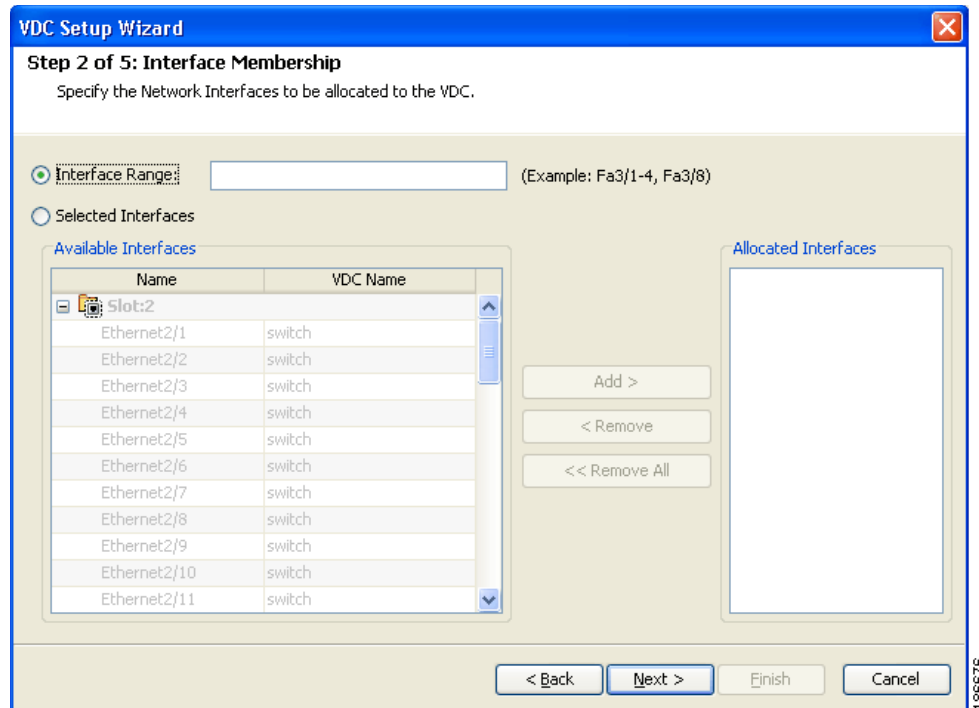 VDC Setup Wizard
Step 2 of 5: Interface Membership
Specify the Network Interfaces to be allocated to the VDC.
Interface Range: (Example: Fa3/1-4, Fa3/8)
Selected Interfaces
Available Interfaces
Allocated Interfaces
Name VDC Name
Slot:2
Ethernet2/1 switch
Ethernet2/2 switch
Ethernet2/3 switch
Ethernet2/4 switch
Ethernet2/5 switch
Ethernet2/6 switch
Ethernet2/7 switch
Ethernet2/8 switch
Ethernet2/9 switch
Ethernet2/10 switch
Ethernet2/11 switch
Add >
< Remove
<< Remove All
< Back Next > Finish Cancel